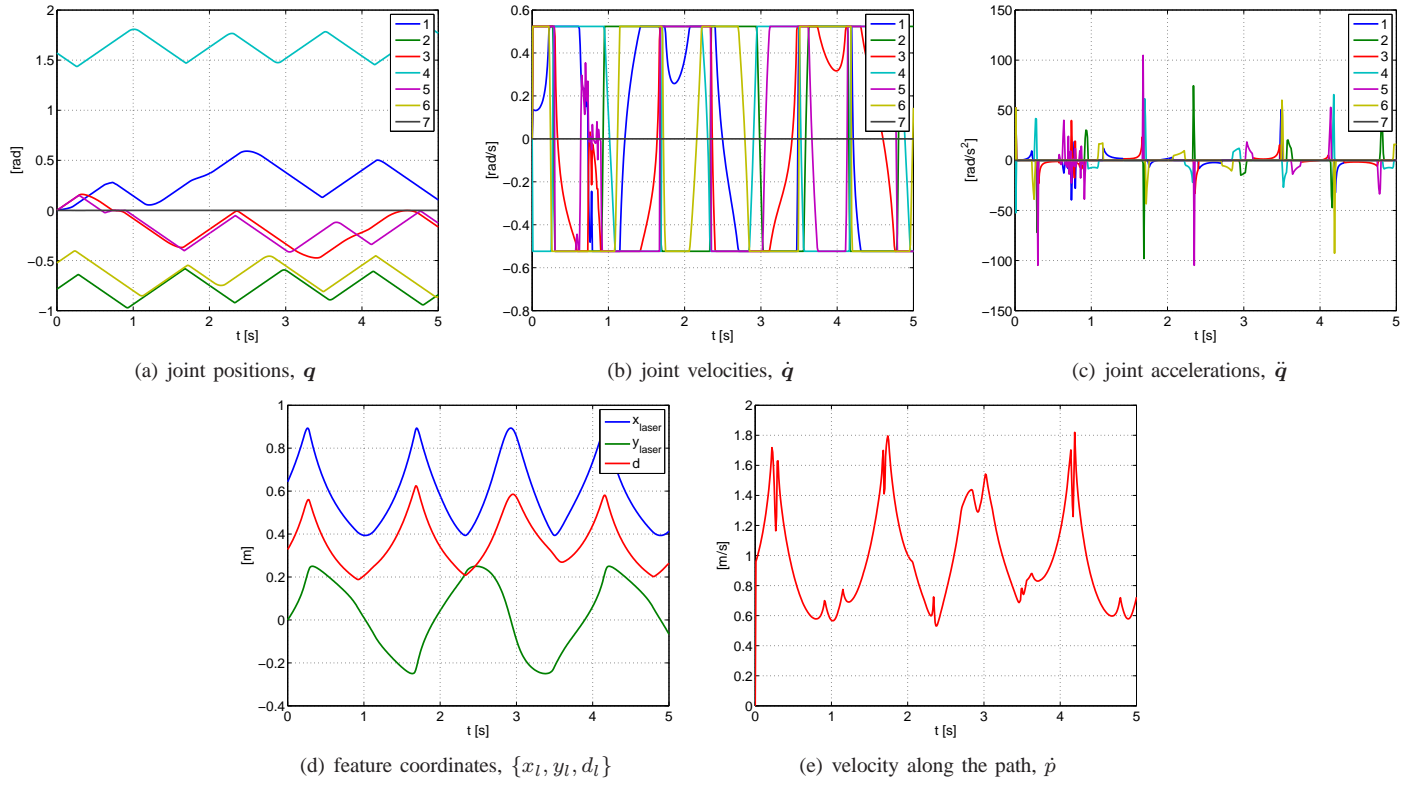 2
1.5
1
0.5
0
−0.5
−1
0 1 2 3 4 5
[rad]
t [s]
1
2
3
4
5
6
7
(a) joint positions, q
0.6
0.4
0.2
0
−0.2
−0.4
−0.6
−0.8
0 1 2 3 4 5
[rad/s]
t [s]
1
2
3
4
5
6
7
(b) joint velocities, q̇
150
100
50
0
−50
−100
−150
0 1 2 3 4 5
[rad/s²]
t [s]
1
2
3
4
5
6
7
(c) joint accelerations, q̈
1
0.8
0.6
0.4
0.2
0
−0.2
−0.4
0 1 2 3 4 5
[m]
t [s]
x_laser
y_laser
d
(d) feature coordinates, {x_l, y_l, d_l}
2
1.8
1.6
1.4
1.2
1
0.8
0.6
0.4
0.2
0
0 1 2 3 4 5
[m/s]
t [s]
(e) velocity along the path, ṗ